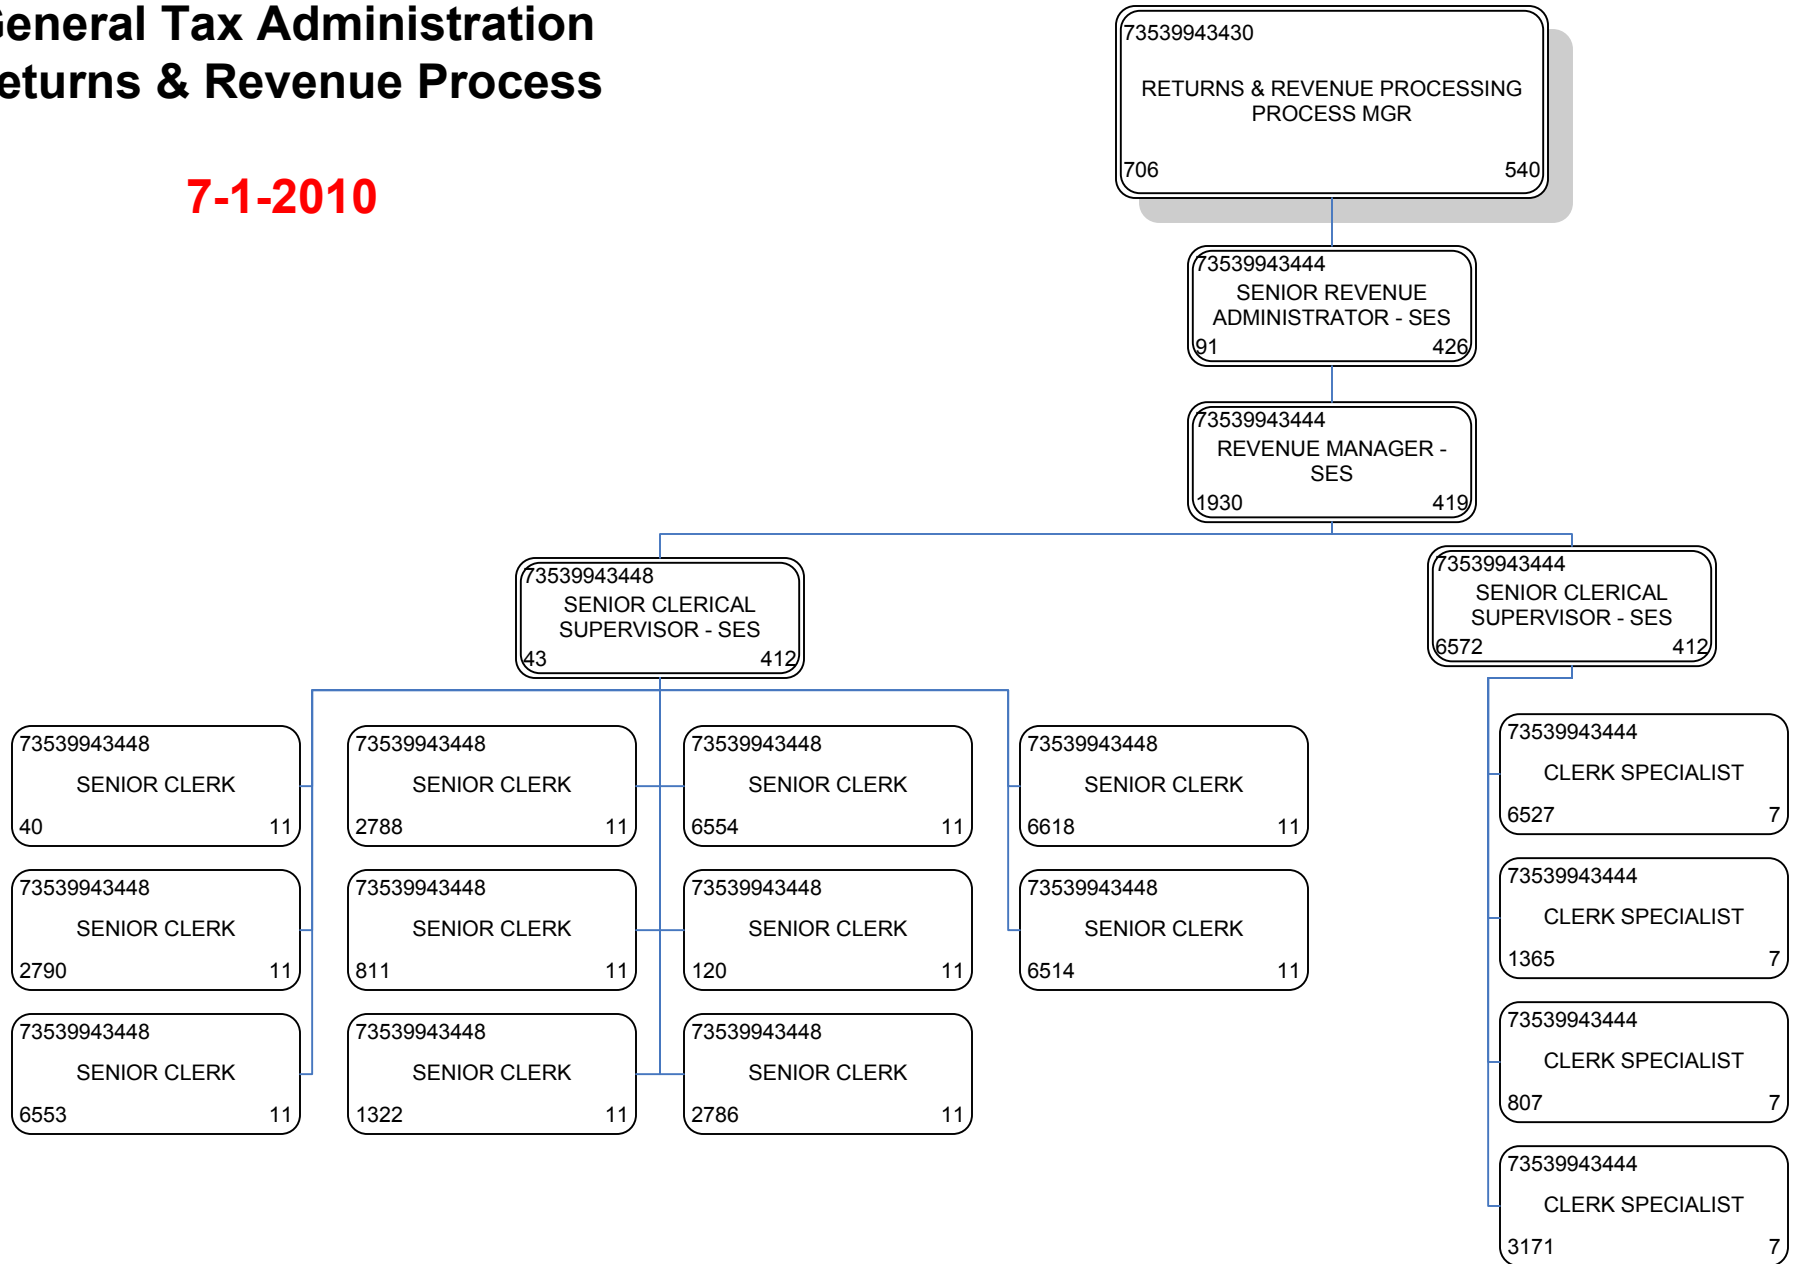 General Tax Administration
Returns & Revenue Process
7-1-2010
73539943430
RETURNS & REVENUE PROCESSING
PROCESS MGR
706 540
73539943444
SENIOR REVENUE
ADMINISTRATOR - SES
91 426
73539943444
REVENUE MANAGER -
SES
1930 419
73539943448
SENIOR CLERICAL
SUPERVISOR - SES
43 412
73539943444
SENIOR CLERICAL
SUPERVISOR - SES
6572 412
73539943448
SENIOR CLERK
40 11
73539943448
SENIOR CLERK
2788 11
73539943448
SENIOR CLERK
6554 11
73539943448
SENIOR CLERK
6618 11
73539943444
CLERK SPECIALIST
6527 7
73539943448
SENIOR CLERK
2790 11
73539943448
SENIOR CLERK
811 11
73539943448
SENIOR CLERK
120 11
73539943448
SENIOR CLERK
6514 11
73539943444
CLERK SPECIALIST
1365 7
73539943448
SENIOR CLERK
6553 11
73539943448
SENIOR CLERK
1322 11
73539943448
SENIOR CLERK
2786 11
73539943444
CLERK SPECIALIST
807 7
73539943444
CLERK SPECIALIST
3171 7